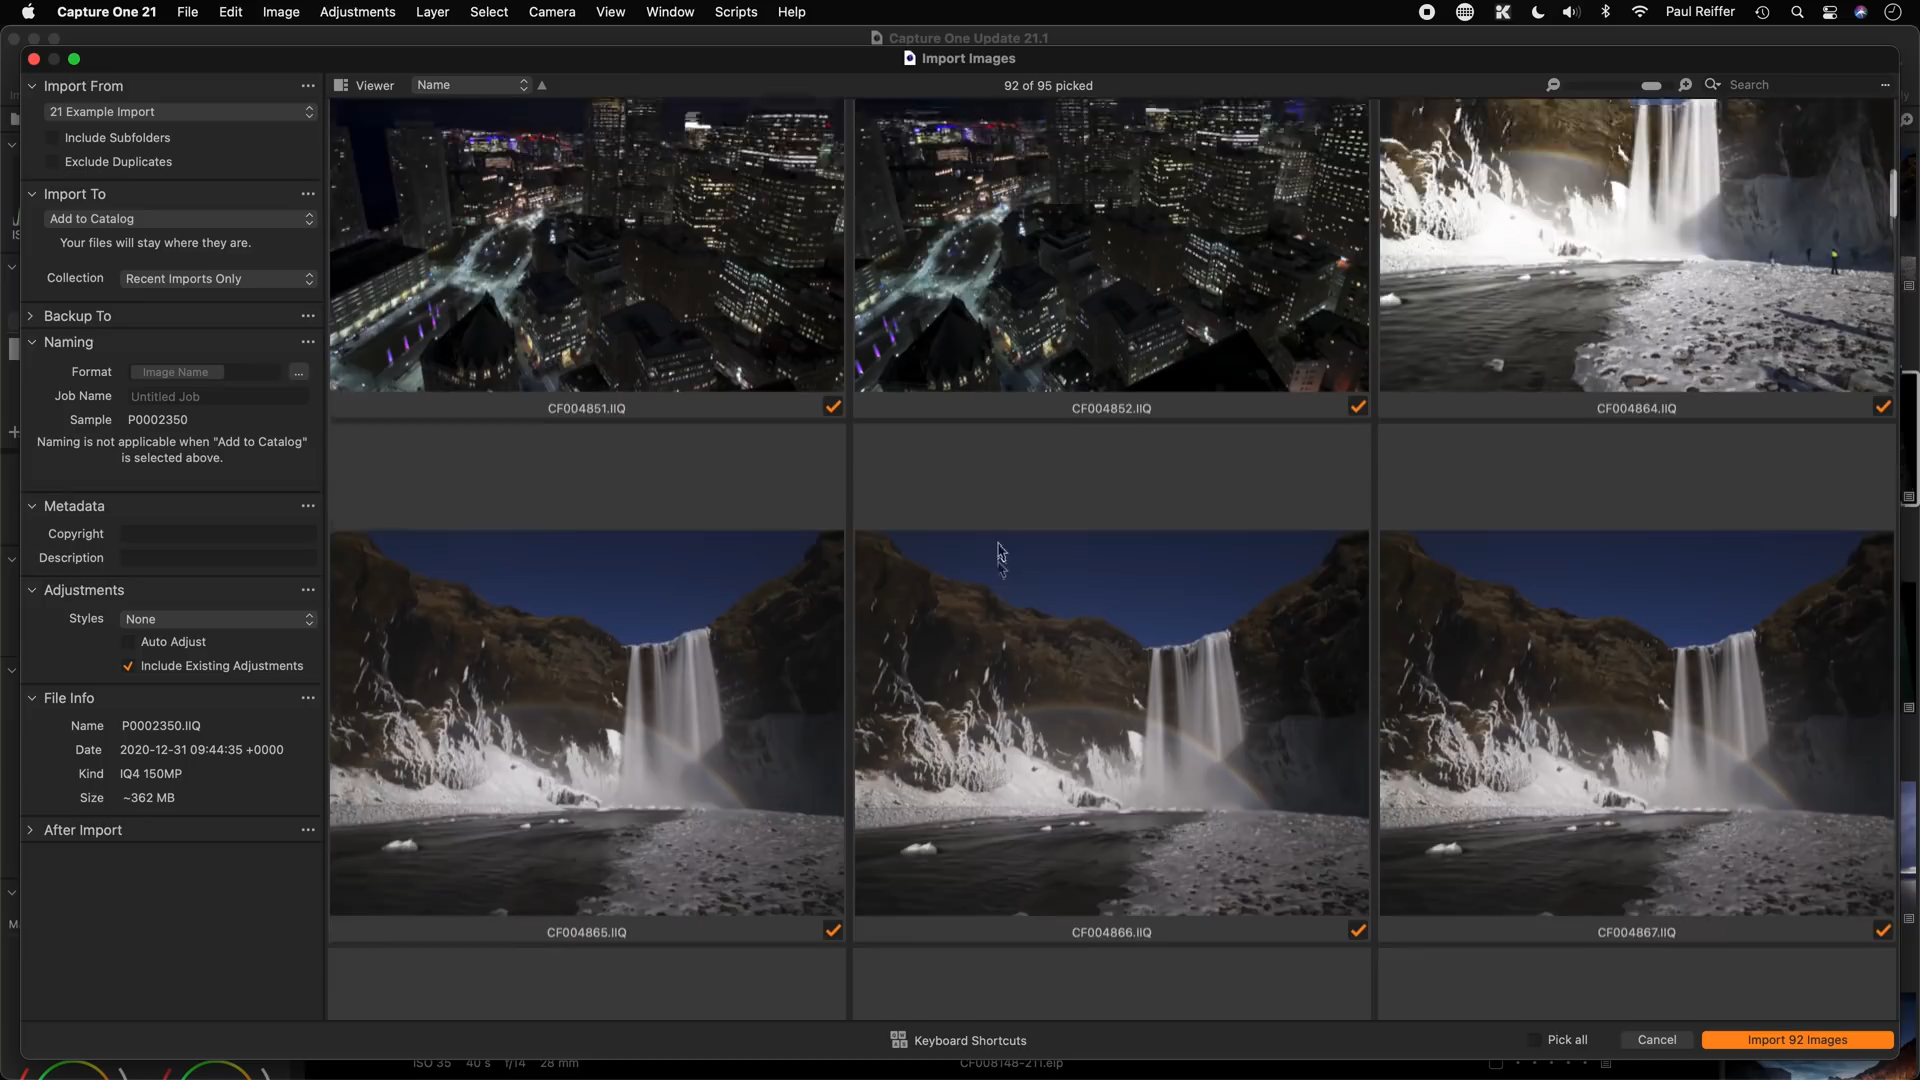 Capture One 21 File Edit Image Adjustments Layer Select Camera View Window Scripts Help Paul Reiffer
Capture One Update 21.1
Import Images
Import From
Viewer Name 92 of 95 picked Search
21 Example Import
Include Subfolders
Exclude Duplicates
Import To
Add to Catalog
Your files will stay where they are.
Collection Recent Imports Only
Backup To
Naming
Format Image Name ...
Job Name Untitled Job
Sample P0002350
Naming is not applicable when "Add to Catalog"
is selected above.
CF004851.IIQ CF004852.IIQ CF004864.IIQ
Metadata
Copyright
Description
Adjustments
Styles None
Auto Adjust
Include Existing Adjustments
File Info
Name P0002350.IIQ
Date 2020-12-31 09:44:35 +0000
Kind IQ4 150MP
Size ~362 MB
After Import
CF004865.IIQ CF004866.IIQ CF004867.IIQ
Keyboard Shortcuts
Pick all Cancel Import 92 Images
ISO 35 40 s f/14 28 mm